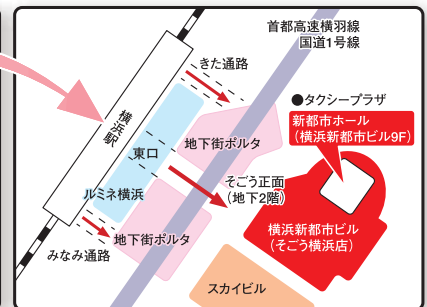 首都高速横羽線
国道1号線
きた通路
●タクシープラザ
新都市ホール
(横浜新都市ビル9F)
横浜駅
地下街ポルタ
東口
そごう正面
(地下2階)
ルミネ横浜
地下街ポルタ
みなみ通路
横浜新都市ビル
(そごう横浜店)
スカイビル